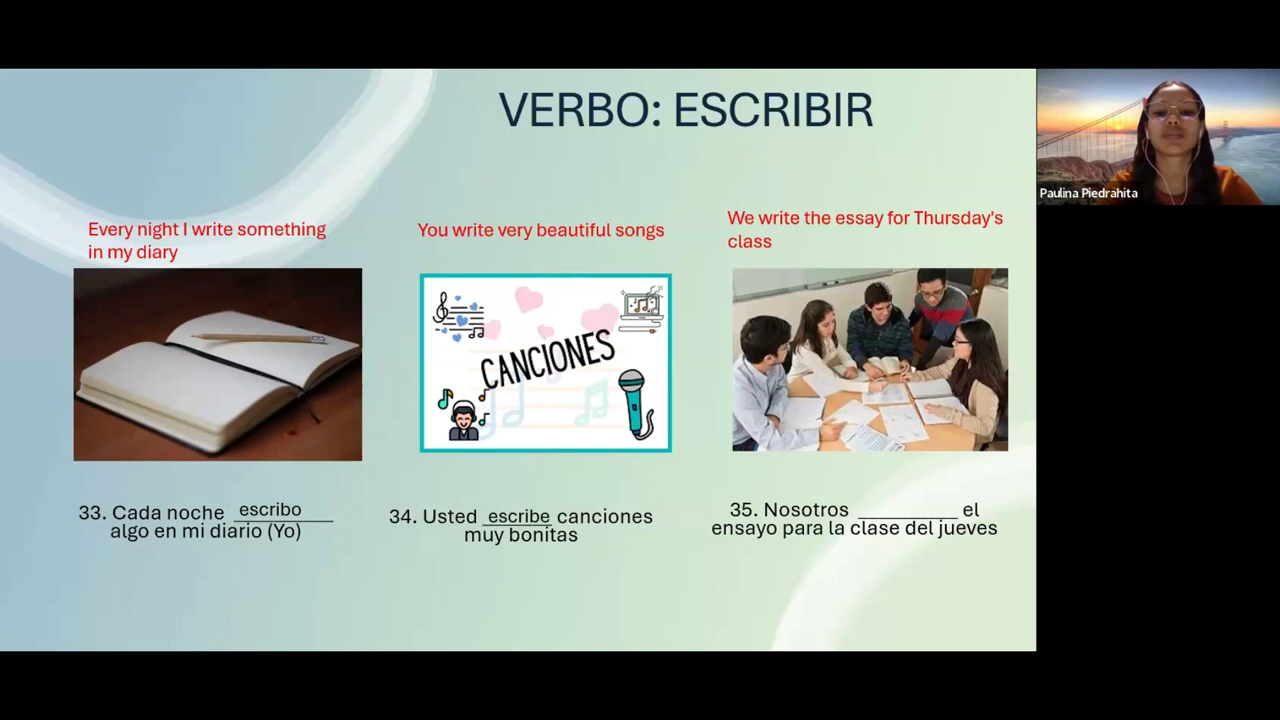 VERBO: ESCRIBIR
Paulina Piedrahita
Every night I write something
in my diary
You write very beautiful songs
We write the essay for Thursday's
class
CANCIONES
33. Cada noche escribo
algo en mi diario (Yo)
34. Usted escribe canciones
muy bonitas
35. Nosotros __________ el
ensayo para la clase del jueves